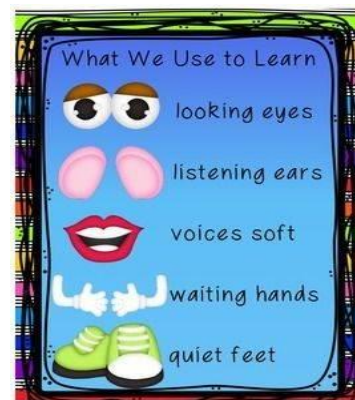 What We Use to Learn
looking eyes
listening ears
voices soft
waiting hands
quiet feet